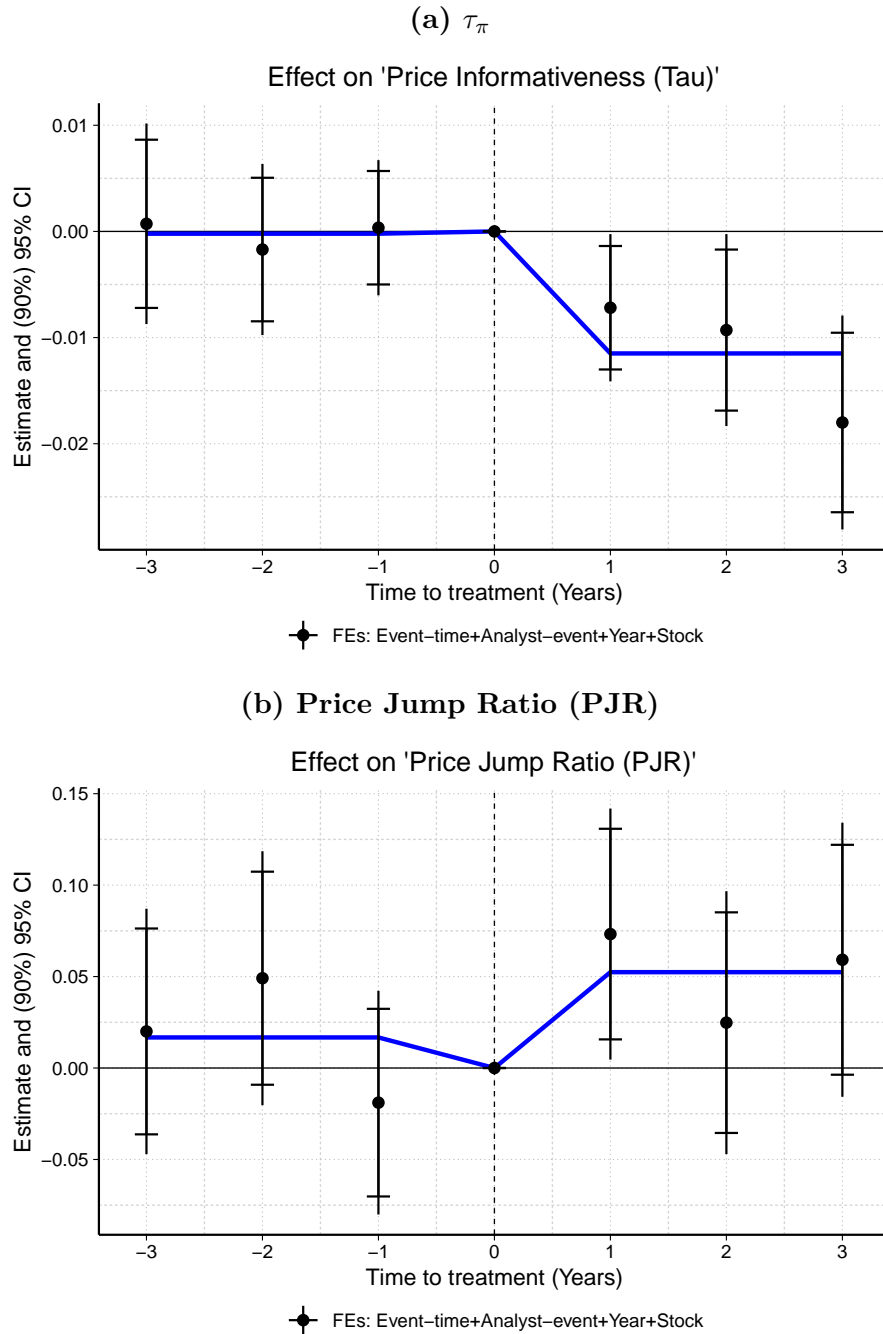 (a) τπ
Effect on 'Price Informativeness (Tau)'
Estimate and (90%) 95% CI
0.01
0.00
−0.01
−0.02
−3 −2 −1 0 1 2 3
Time to treatment (Years)
FEs: Event−time+Analyst−event+Year+Stock
(b) Price Jump Ratio (PJR)
Effect on 'Price Jump Ratio (PJR)'
Estimate and (90%) 95% CI
0.15
0.10
0.05
0.00
−0.05
−3 −2 −1 0 1 2 3
Time to treatment (Years)
FEs: Event−time+Analyst−event+Year+Stock